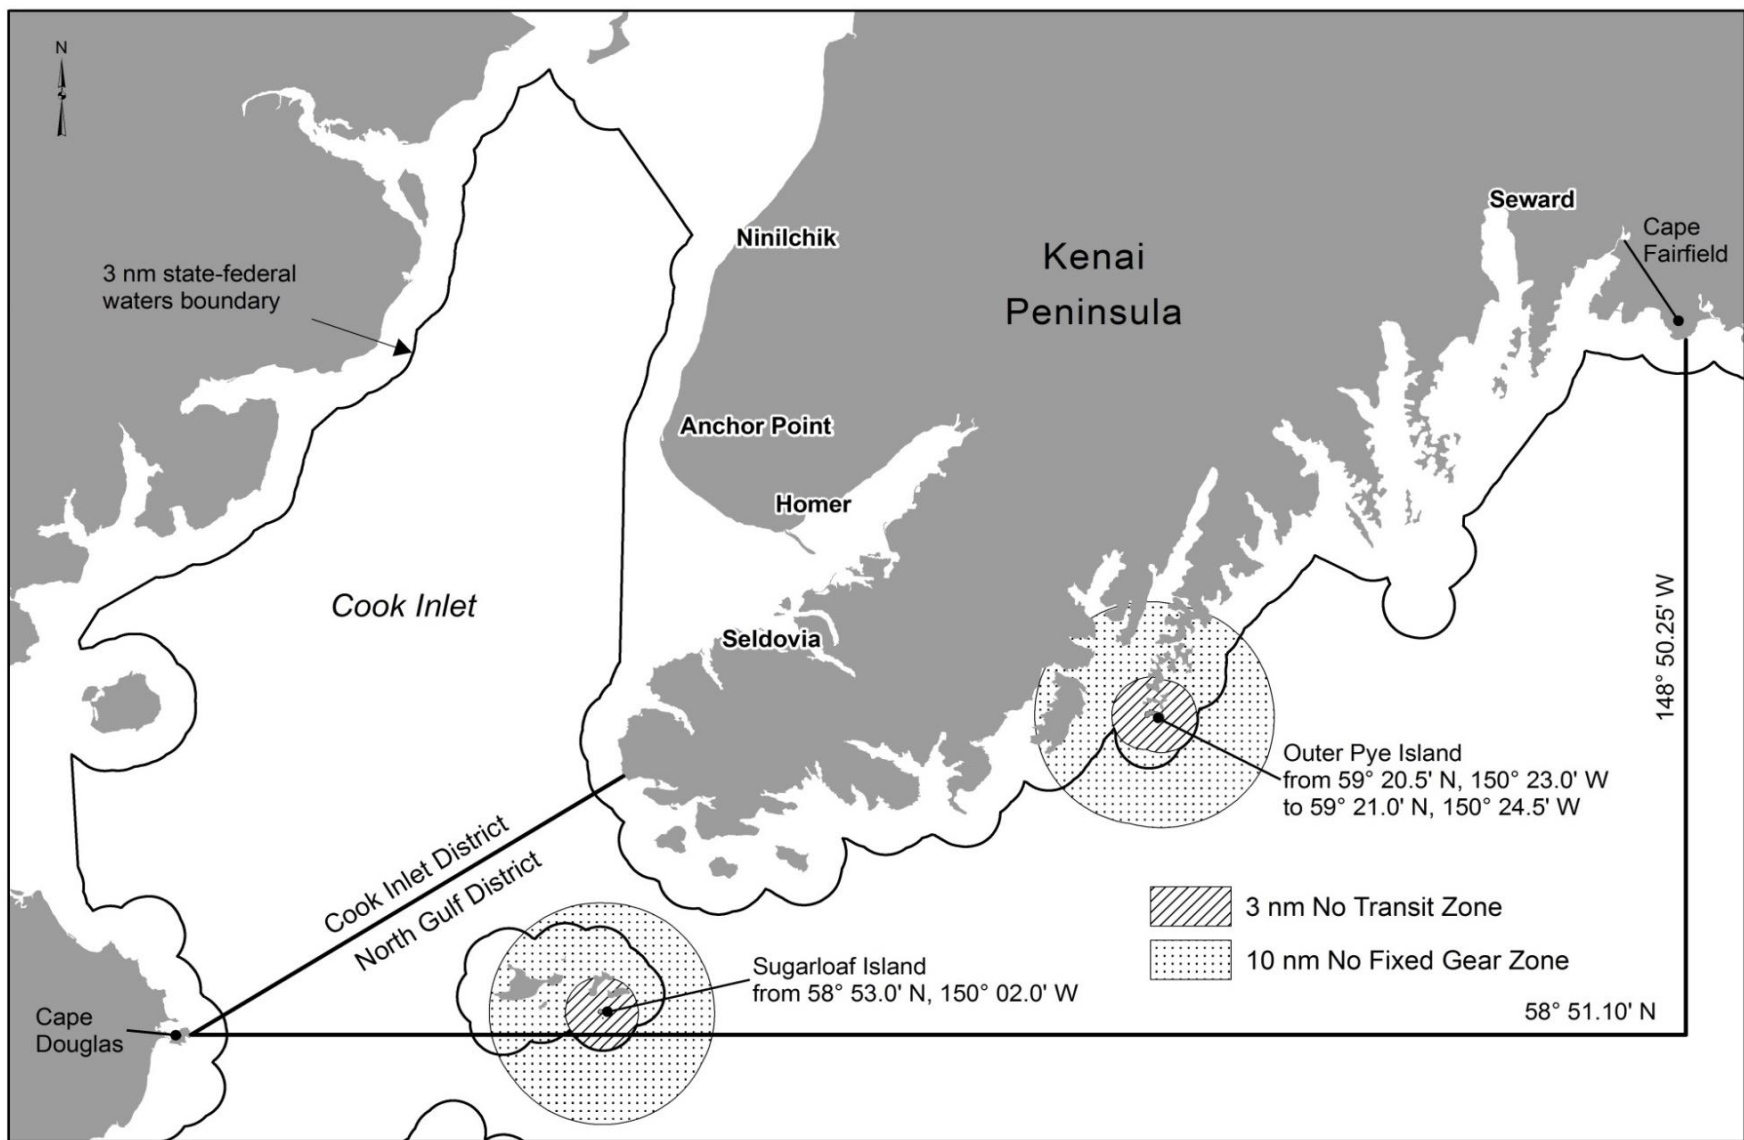 N
Seward
Cape
Fairfield
Ninilchik
Kenai
Peninsula
3 nm state-federal
waters boundary
Anchor Point
Homer
Cook Inlet
Seldovia
148° 50.25' W
Outer Pye Island
from 59° 20.5' N, 150° 23.0' W
to 59° 21.0' N, 150° 24.5' W
Cook Inlet District
North Gulf District
3 nm No Transit Zone
10 nm No Fixed Gear Zone
Sugarloaf Island
from 58° 53.0' N, 150° 02.0' W
58° 51.10' N
Cape
Douglas